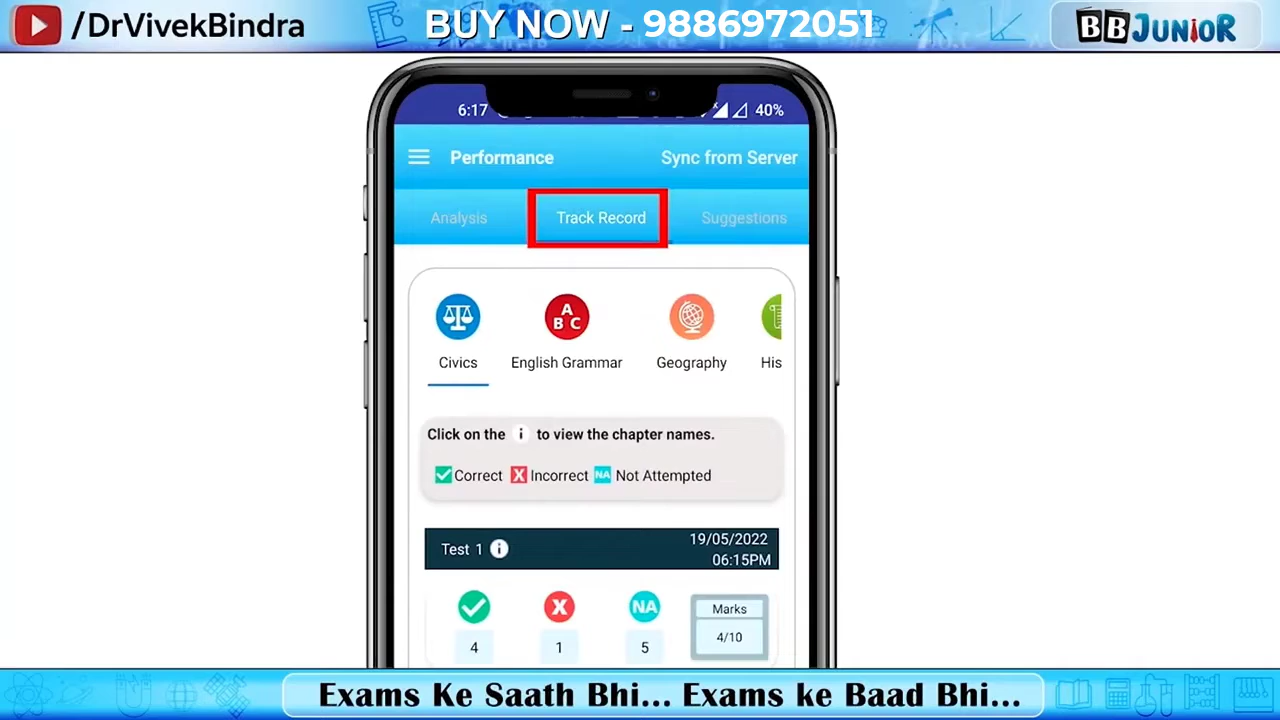 /DrVivekBindra
BUY NOW - 9886972051
BB JUNIOR
6:17
40%
Performance
Sync from Server
Analysis
Track Record
Suggestions
A
B C
Civics
English Grammar
Geography
His
Click on the i to view the chapter names.
Correct X Incorrect NA Not Attempted
Test 1 i
19/05/2022
06:15PM
X
NA
Marks
4
1
5
4/10
Exams Ke Saath Bhi... Exams ke Baad Bhi...